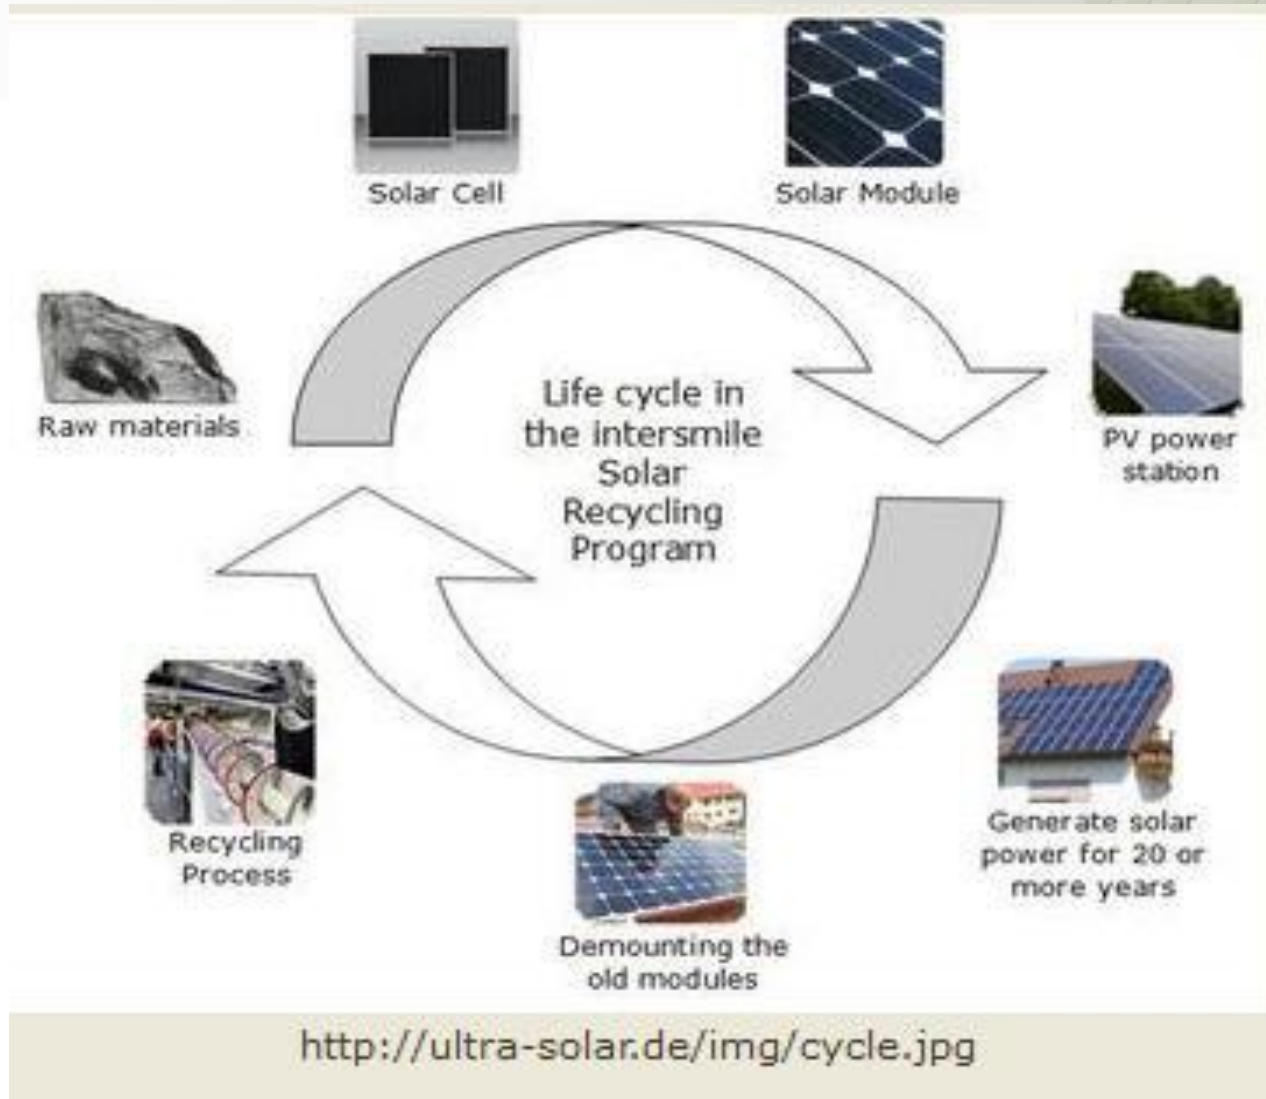 Solar Cell
Solar Module
Raw materials
Life cycle in
the intersmile
Solar
Recycling
Program
PV power
station
Recycling
Process
Generate solar
power for 20 or
more years
Demounting the
old modules
http://ultra-solar.de/img/cycle.jpg